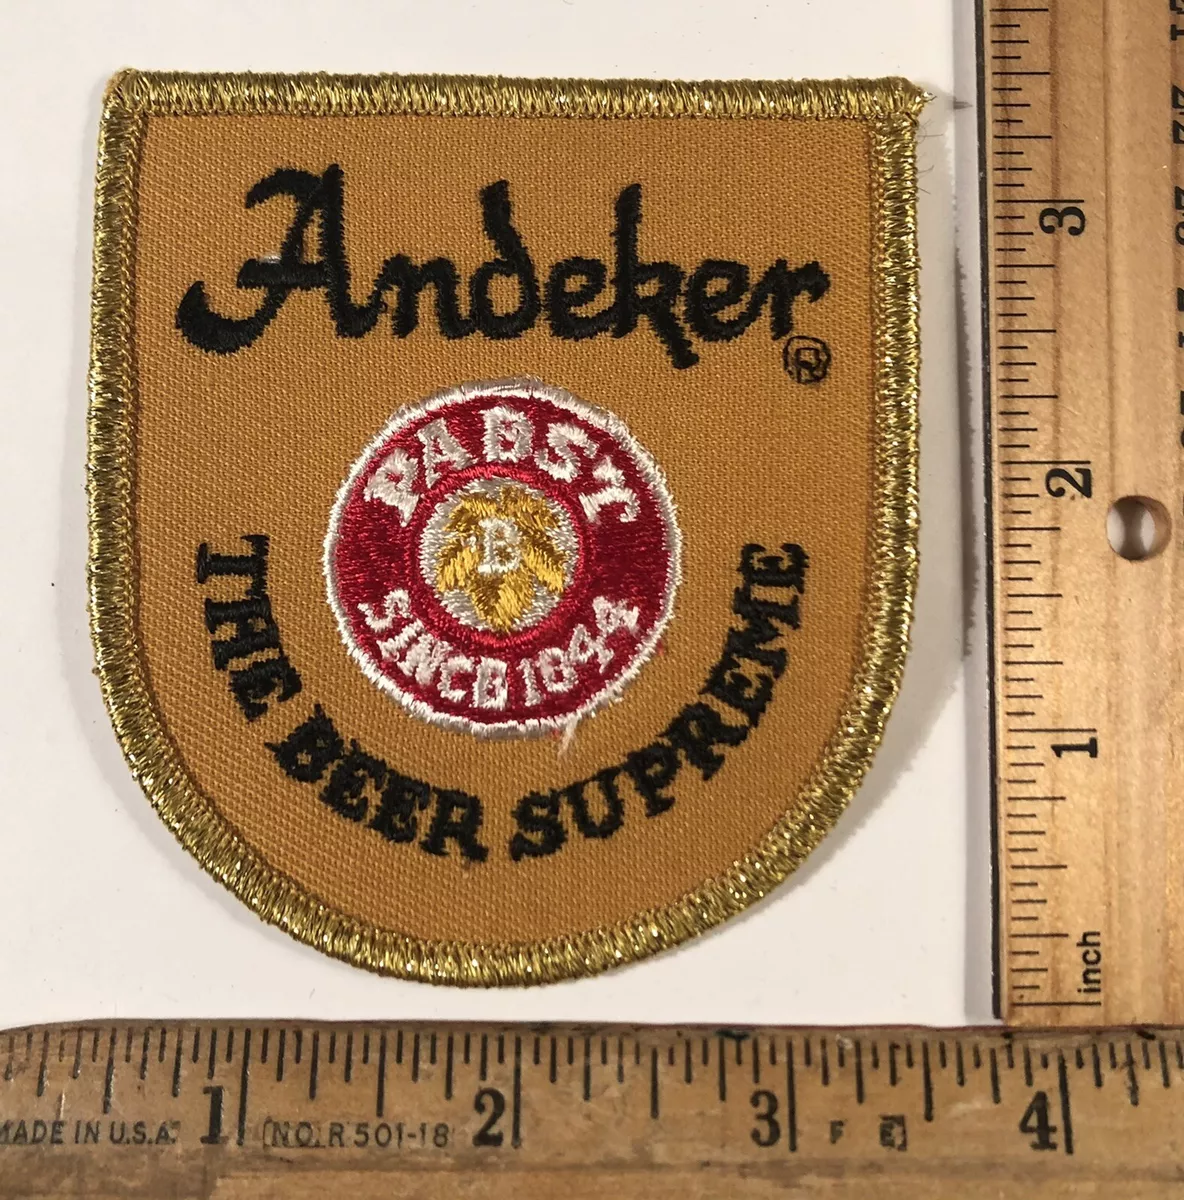 Andeker
®
PABST
B
SINCE 1844
THE BEER SUPREME
3
2
1
inch
MADE IN U.S.A.
1
NO. R 501-18
2
3
F E
4